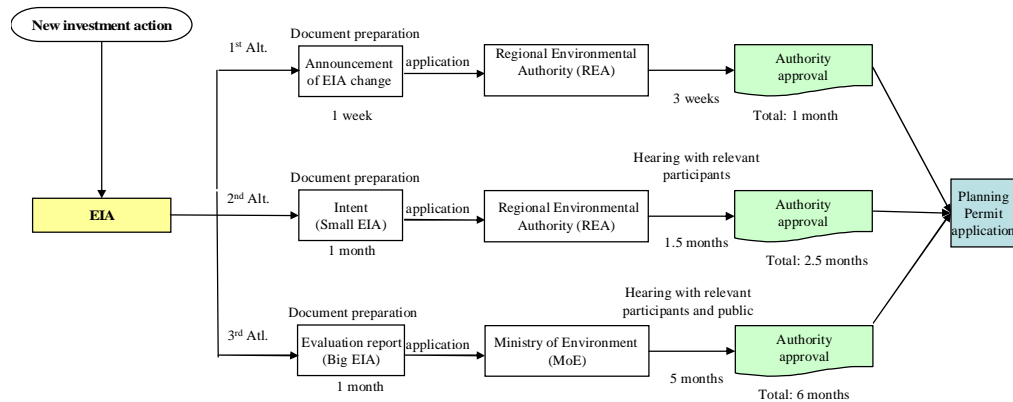 New investment action
EIA
1st Alt.
Document preparation
Announcement
of EIA change
1 week
application
Regional Environmental
Authority (REA)
3 weeks
Authority
approval
Total: 1 month
2nd Alt.
Document preparation
Intent
(Small EIA)
1 month
application
Regional Environmental
Authority (REA)
Hearing with relevant
participants
1.5 months
Authority
approval
Total: 2.5 months
3rd Atl.
Document preparation
Evaluation report
(Big EIA)
1 month
application
Ministry of Environment
(MoE)
Hearing with relevant
participants and public
5 months
Authority
approval
Total: 6 months
Planning
Permit
application